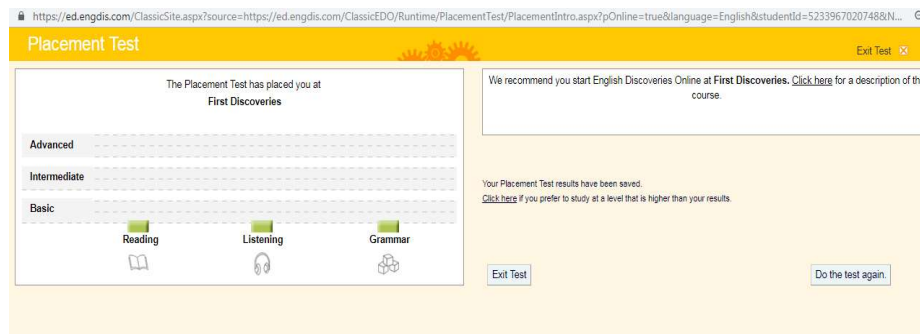 https://ed.engdis.com/ClassicSite.aspx?source=https://ed.engdis.com/ClassicEDO/Runtime/PlacementTest/PlacementIntro.aspx?pOnline=true&language=English&studentId=5233967020748&N...
Placement Test
Exit Test
The Placement Test has placed you at
First Discoveries
Advanced
Intermediate
Basic
Reading
Listening
Grammar
We recommend you start English Discoveries Online at First Discoveries. Click here for a description of th
course.
Your Placement Test results have been saved.
Click here if you prefer to study at a level that is higher than your results.
Exit Test
Do the test again.